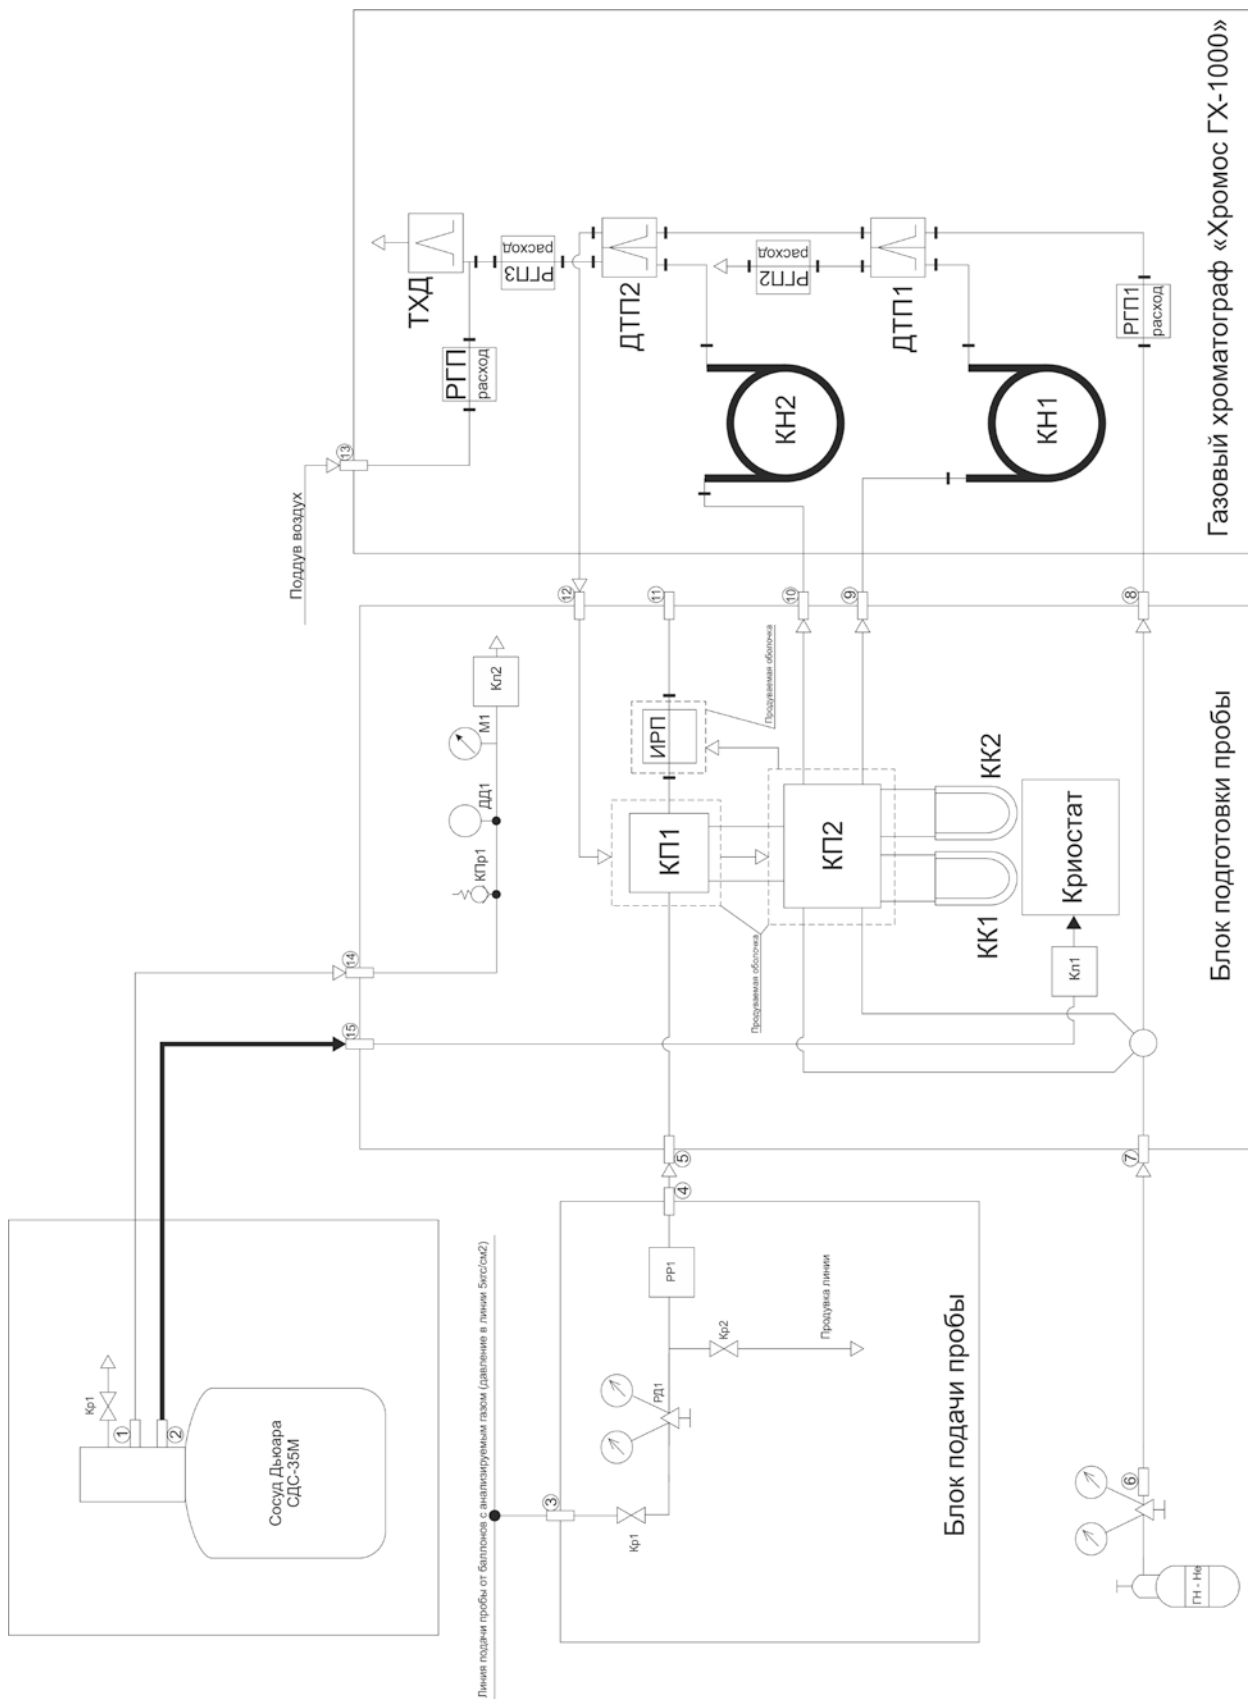 Сосуд Дьюара
СДС-35М
Кр1
1
2
Линия подачи пробы от баллонов с анализируемым газом (давление в линии 5кгс/см2)
3
Кр1
РД1
Кр2
Продувка линии
РР1
4
Блок подачи пробы
ГН - Не
6
7
5
15
14
КПр1
ДД1
М1
Кл2
КП1
ИРП
Продуваемая оболочка
Продуваемая оболочка
КП2
КК1
КК2
Кл1
Криостат
12
11
10
9
8
Блок подготовки пробы
Поддув воздух
13
РГП
расход
ТХД
РГП3
расход
ДТП2
РГП2
расход
ДТП1
РГП1
расход
КН2
КН1
Газовый хроматограф «Хромос ГХ-1000»